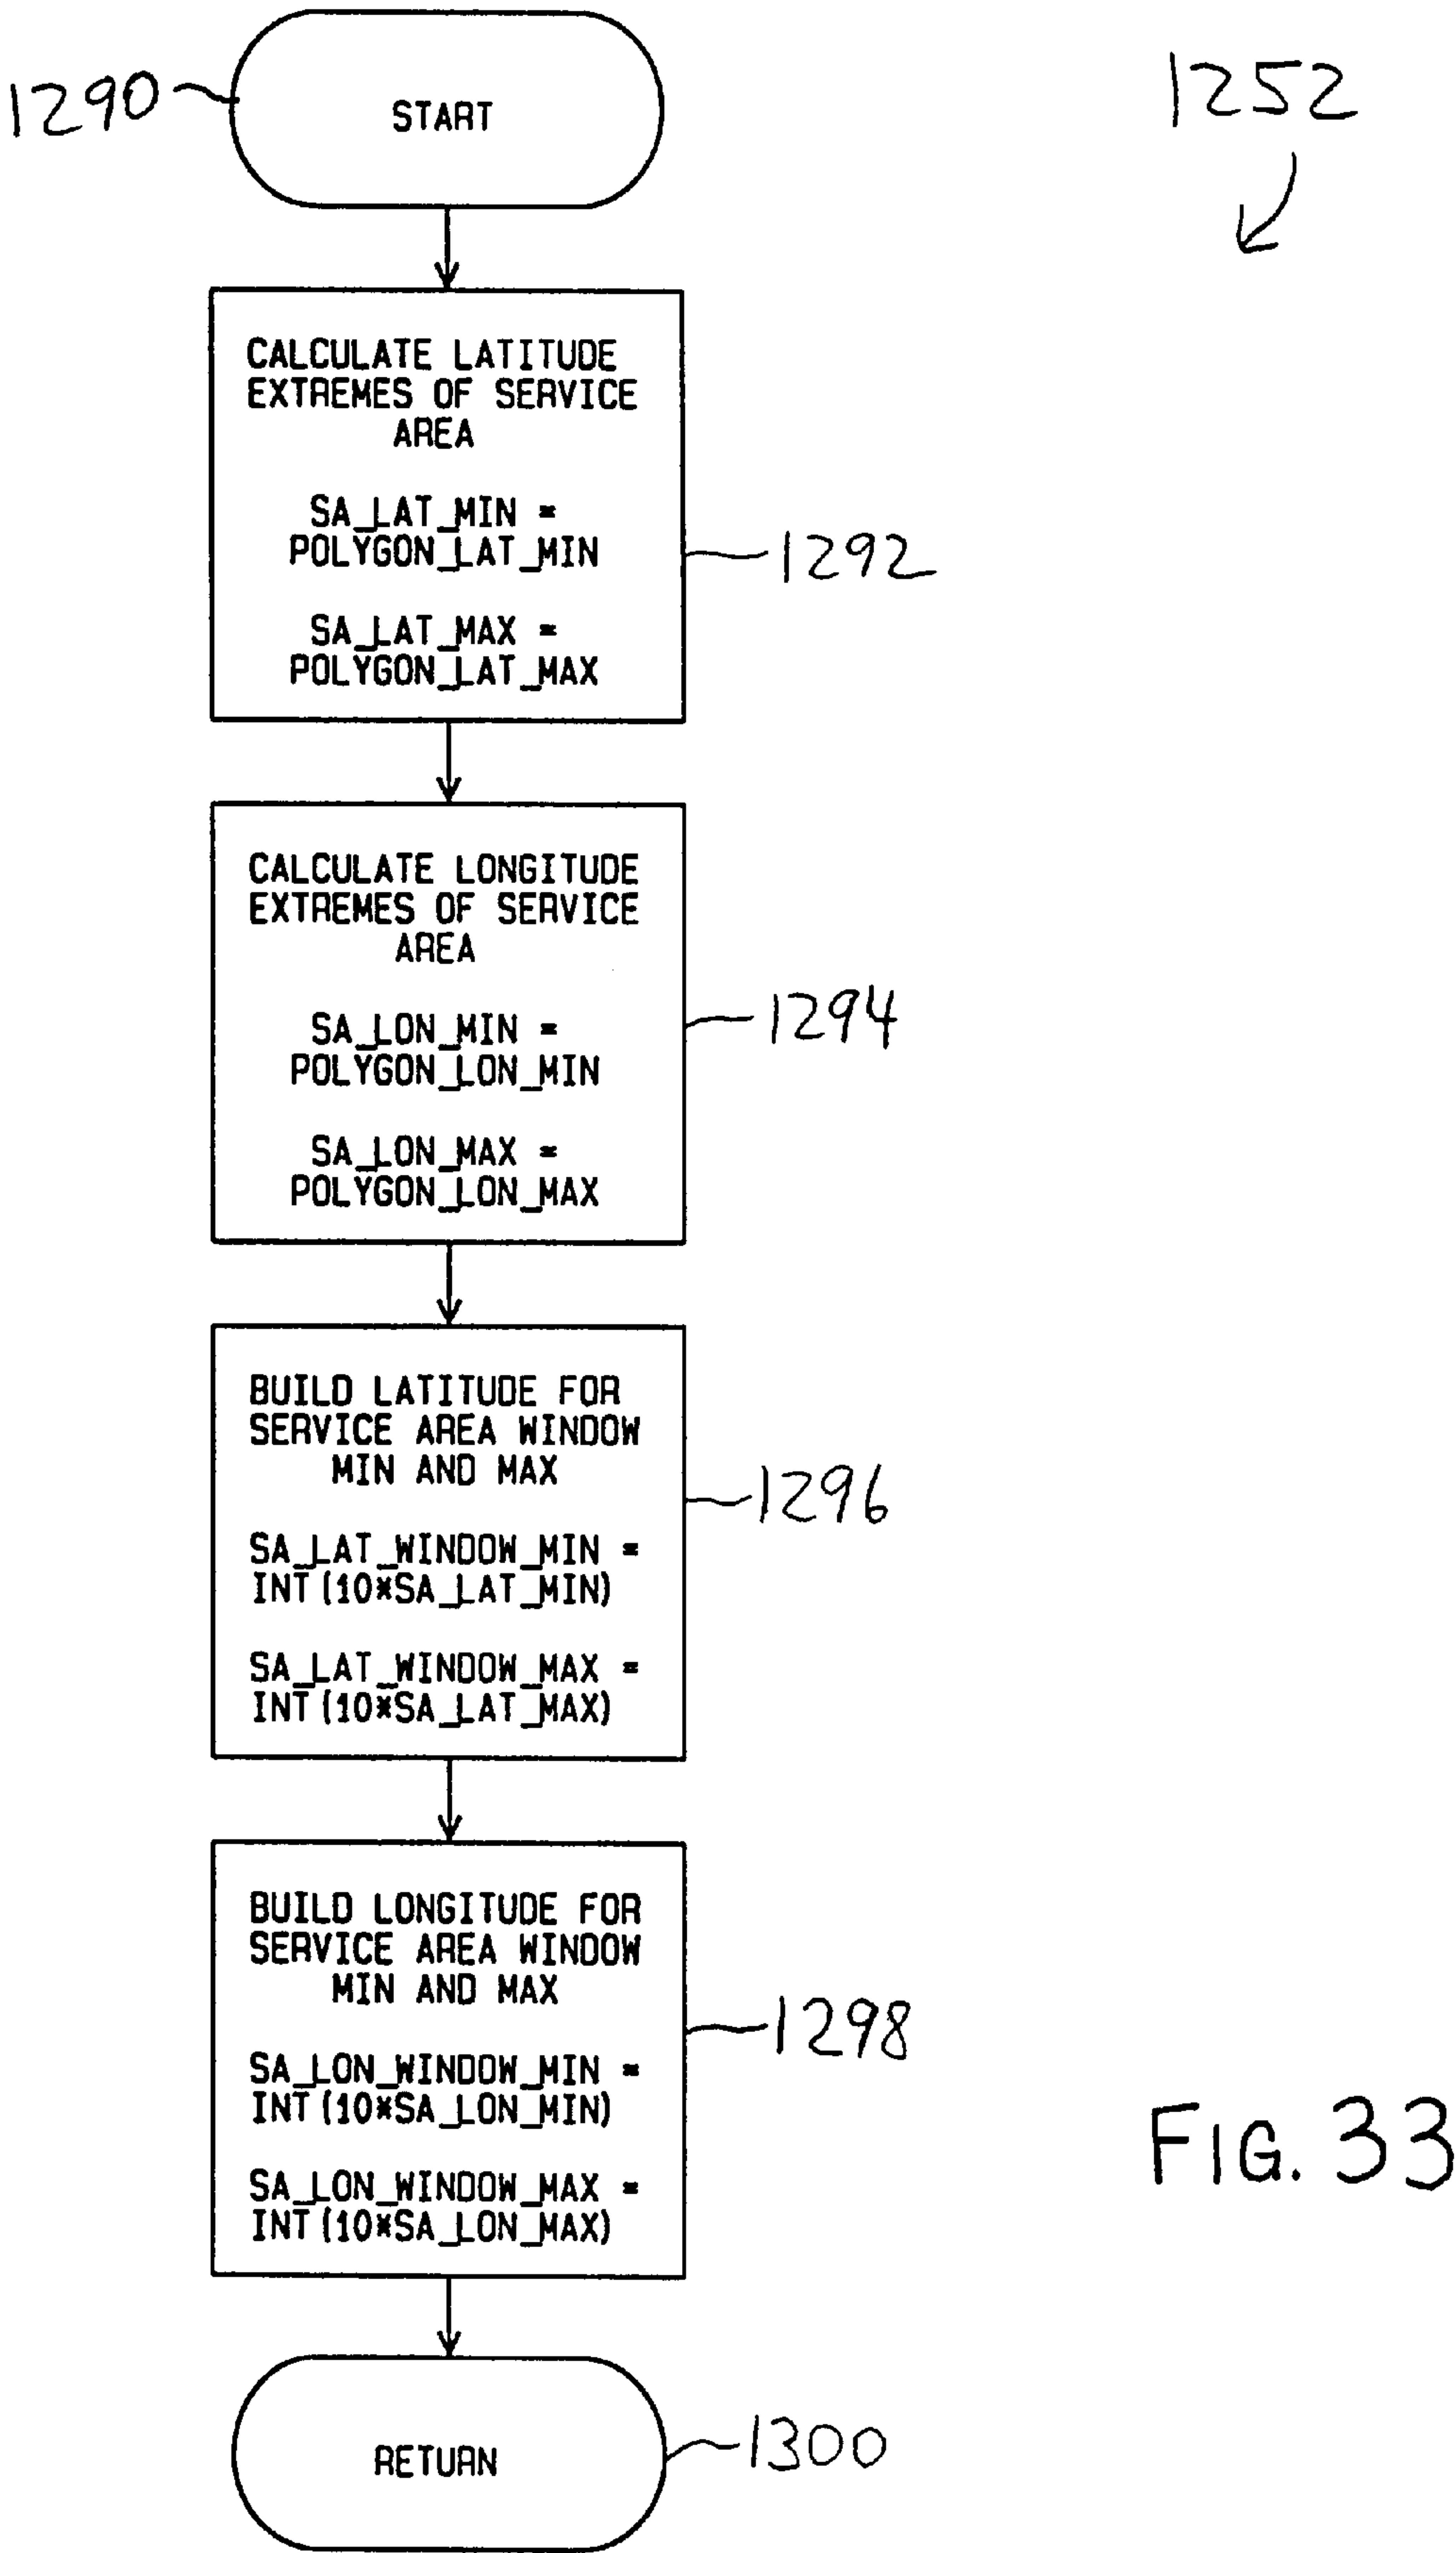 1290
START
1252
CALCULATE LATITUDE
EXTREMES OF SERVICE
AREA
SA_LAT_MIN =
POLYGON_LAT_MIN
SA_LAT_MAX =
POLYGON_LAT_MAX
1292
CALCULATE LONGITUDE
EXTREMES OF SERVICE
AREA
SA_LON_MIN =
POLYGON_LON_MIN
SA_LON_MAX =
POLYGON_LON_MAX
1294
BUILD LATITUDE FOR
SERVICE AREA WINDOW
MIN AND MAX
SA_LAT_WINDOW_MIN =
INT(10*SA_LAT_MIN)
SA_LAT_WINDOW_MAX =
INT(10*SA_LAT_MAX)
1296
BUILD LONGITUDE FOR
SERVICE AREA WINDOW
MIN AND MAX
SA_LON_WINDOW_MIN =
INT(10*SA_LON_MIN)
SA_LON_WINDOW_MAX =
INT(10*SA_LON_MAX)
1298
FIG. 33
RETURN
1300